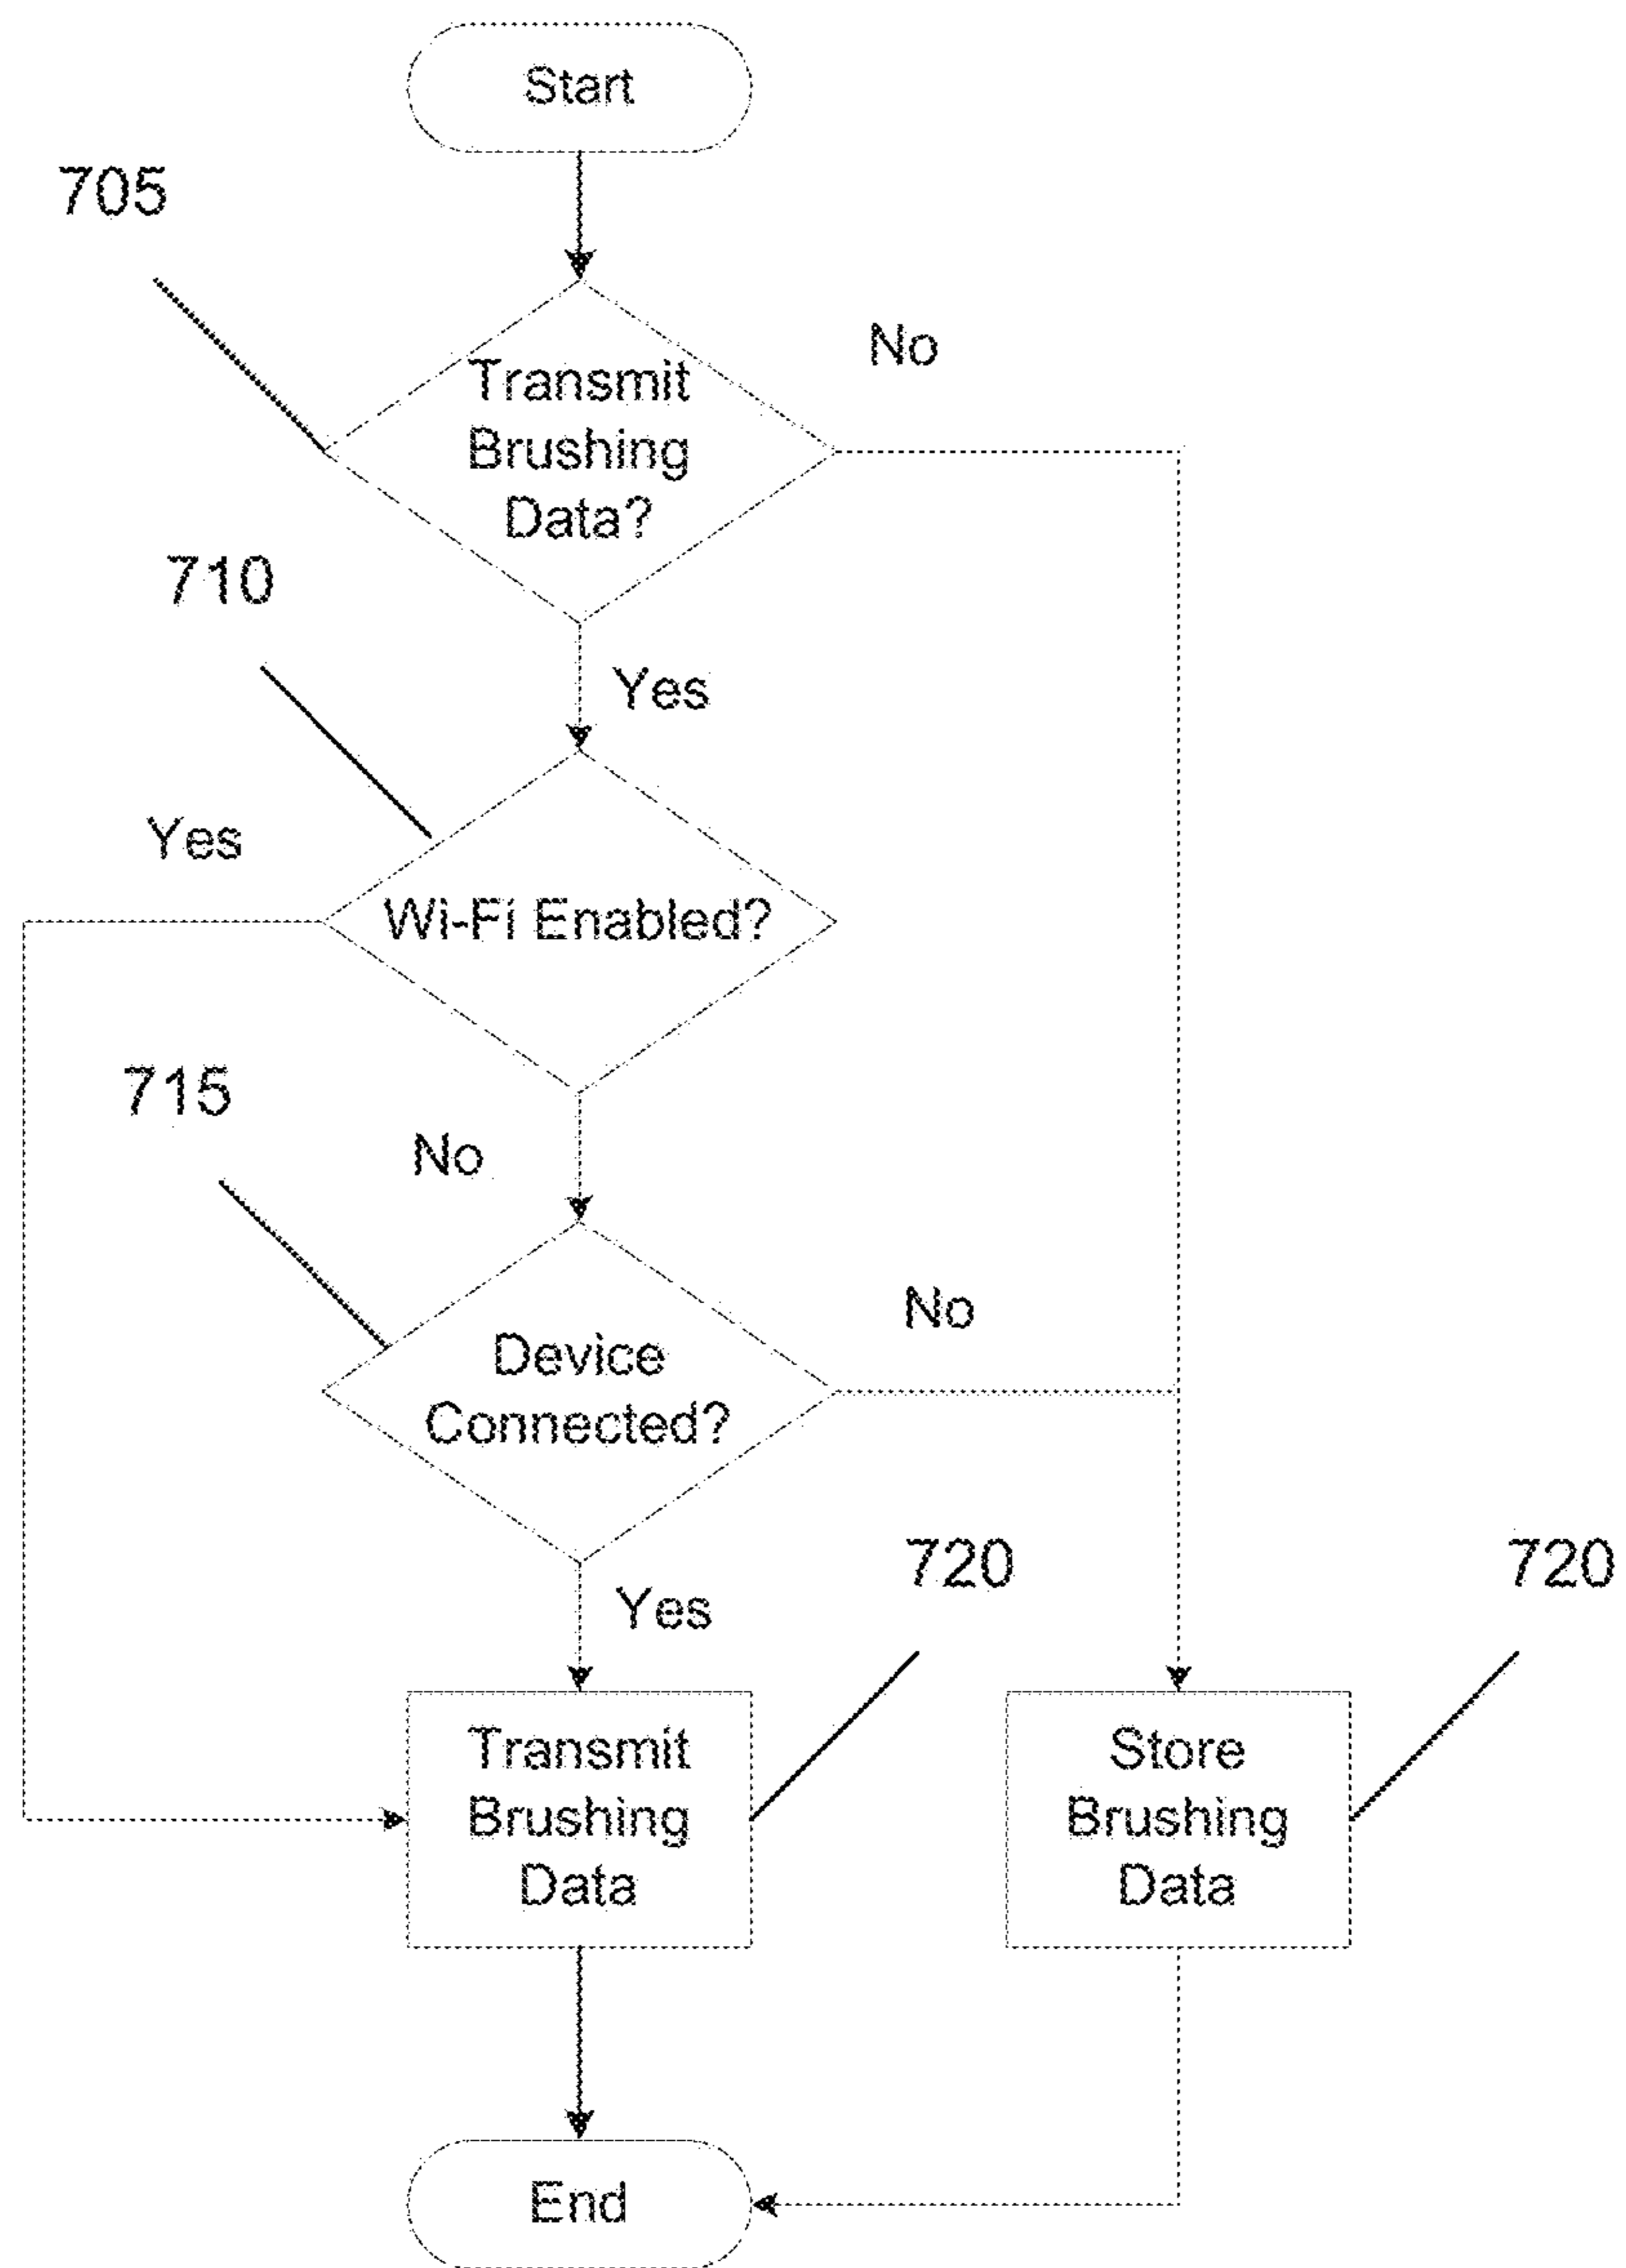 Start
705
No
Transmit
Brushing
Data?
710
Yes
Yes
Wi-Fi Enabled?
715
No
No
Device
Connected?
720
720
Yes
Transmit
Brushing
Data
Store
Brushing
Data
End